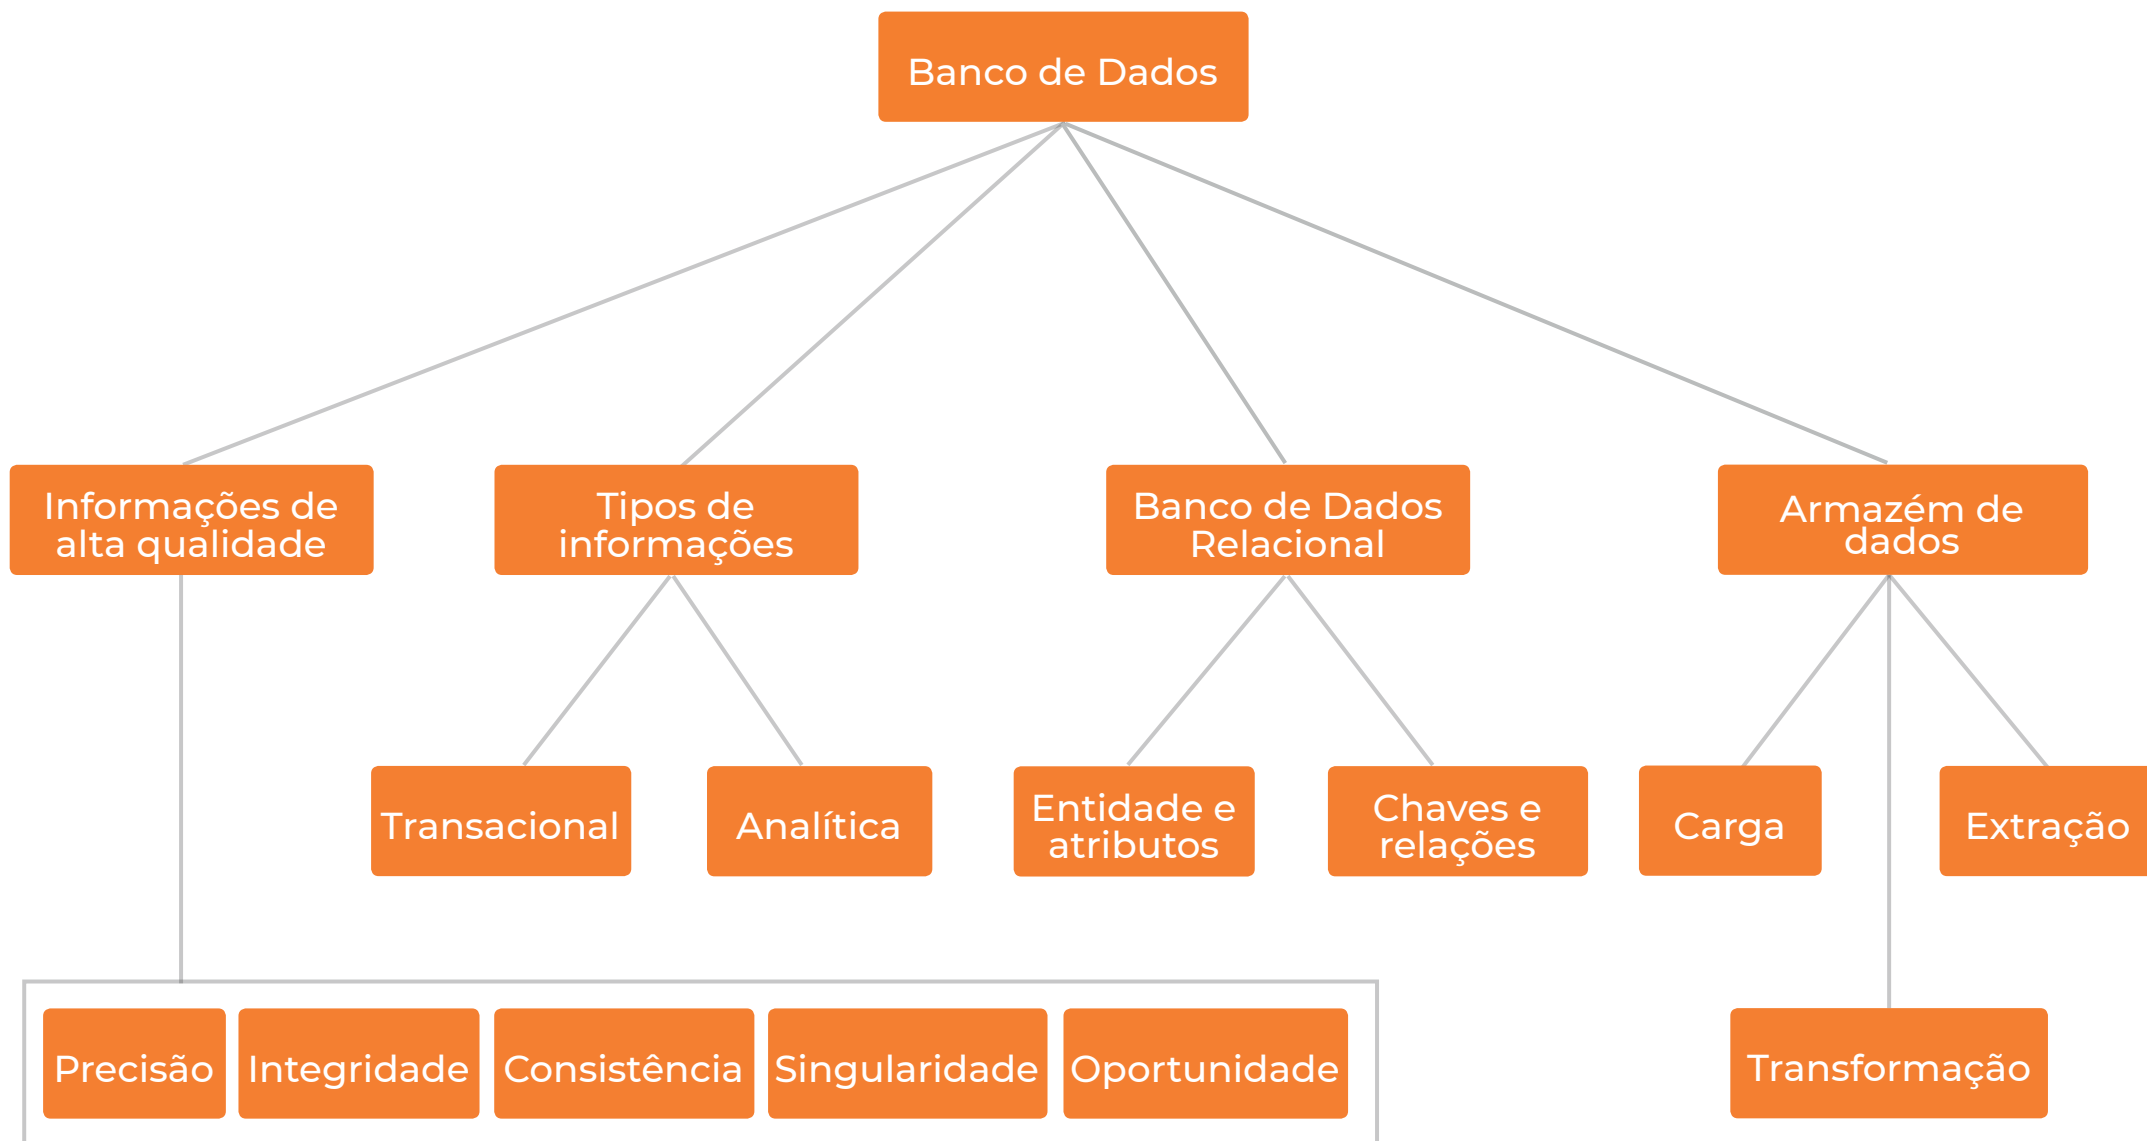 Banco de Dados
Informações de
alta qualidade
Tipos de
informações
Banco de Dados
Relacional
Armazém de
dados
Transacional
Analítica
Entidade e
atributos
Chaves e
relações
Carga
Extração
Precisão
Integridade
Consistência
Singularidade
Oportunidade
Transformação